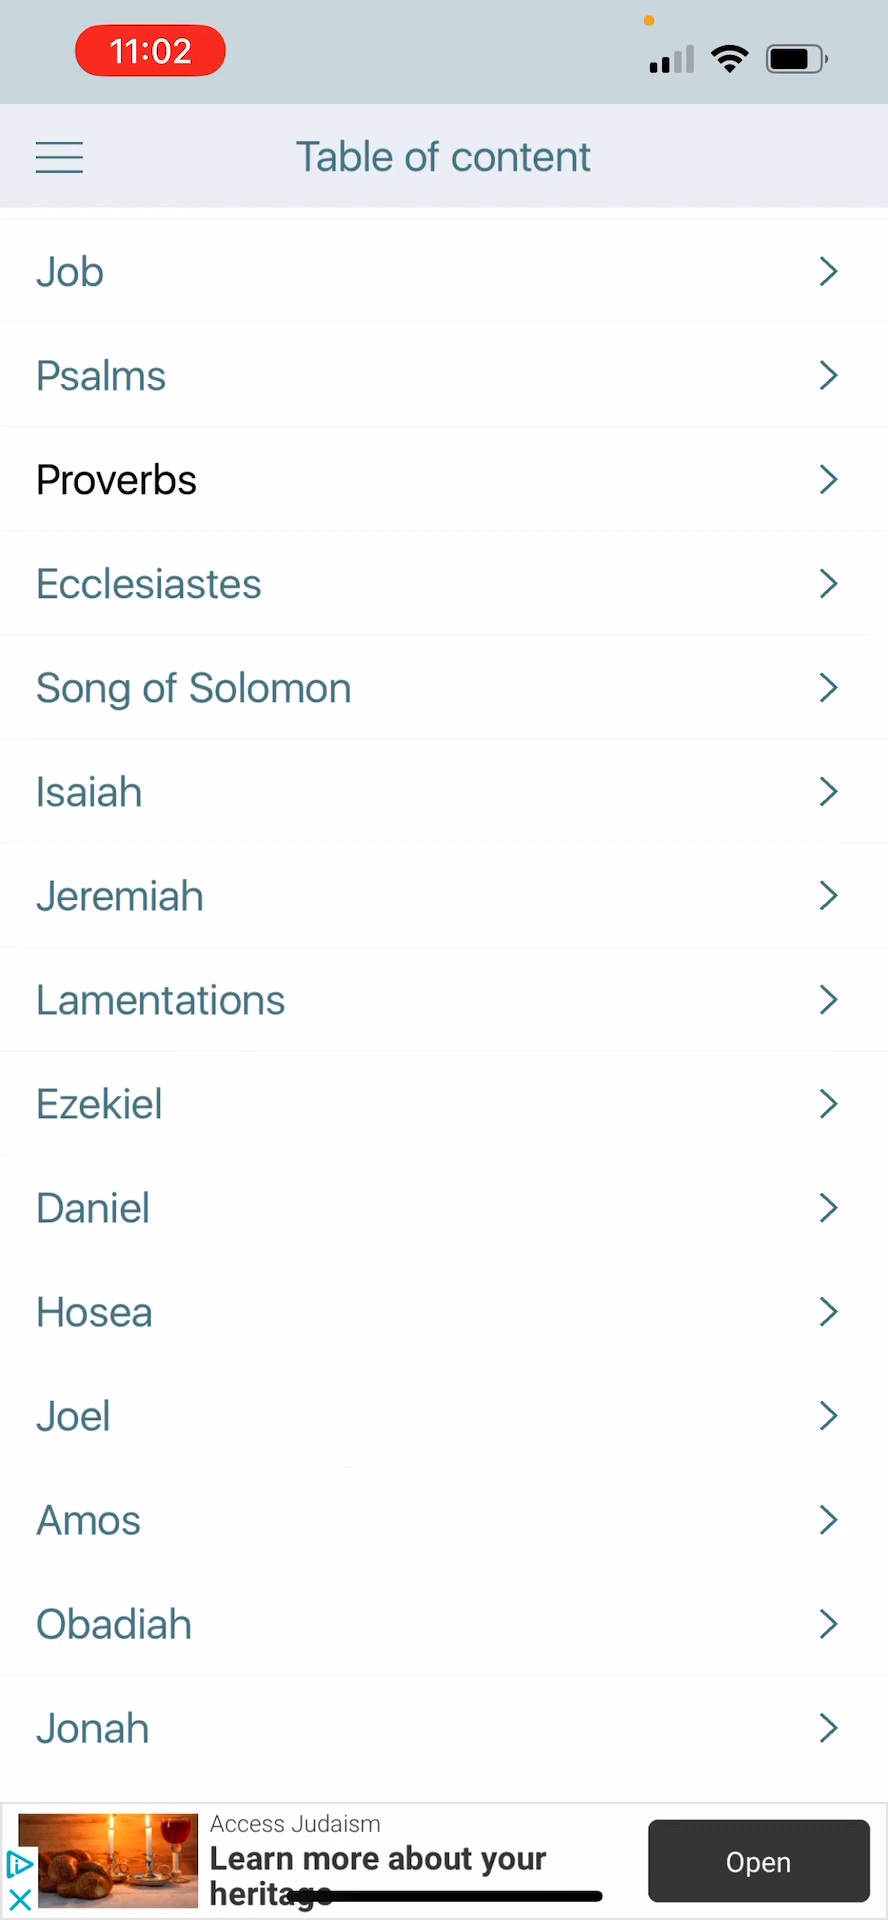 11:02
Table of content
Job
Psalms
Proverbs
Ecclesiastes
Song of Solomon
Isaiah
Jeremiah
Lamentations
Ezekiel
Daniel
Hosea
Joel
Amos
Obadiah
Jonah
Access Judaism
Learn more about your
heritage
Open